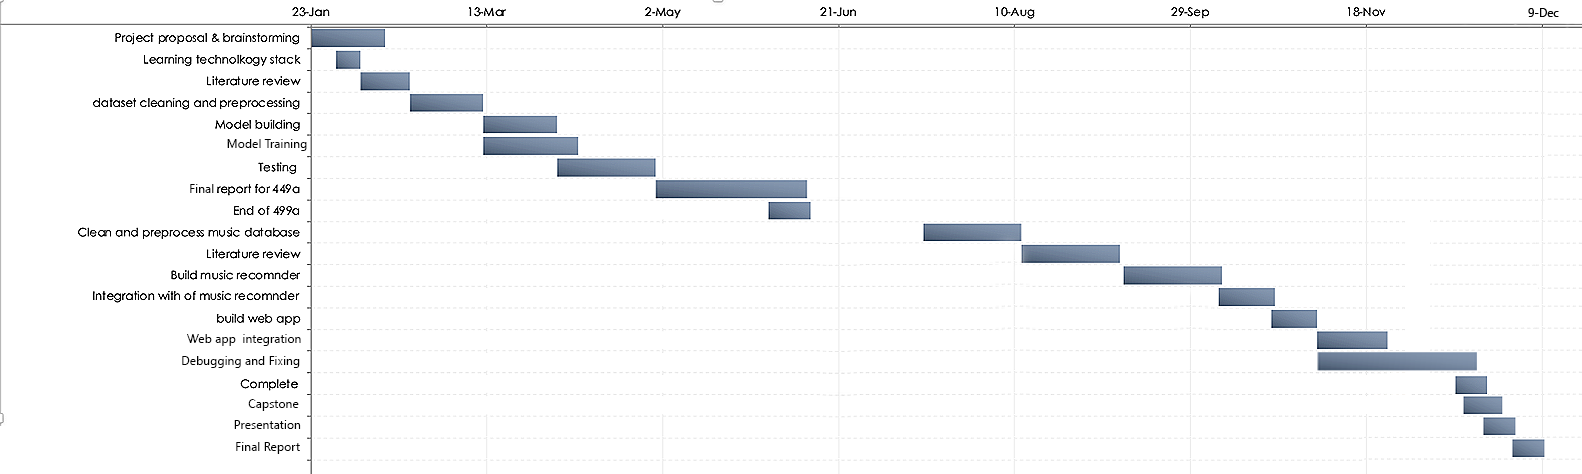 23-Jan 13-Mar 2-May 21-Jun 10-Aug 29-Sep 18-Nov 9-Dec
Project proposal & brainstorming
Learning technolkogy stack
Literature review
dataset cleaning and preprocessing
Model building
Model Training
Testing
Final report for 449a
End of 499a
Clean and preprocess music database
Literature review
Build music recomnder
Integration with of music recomnder
build web app
Web app integration
Debugging and Fixing
Complete
Capstone
Presentation
Final Report